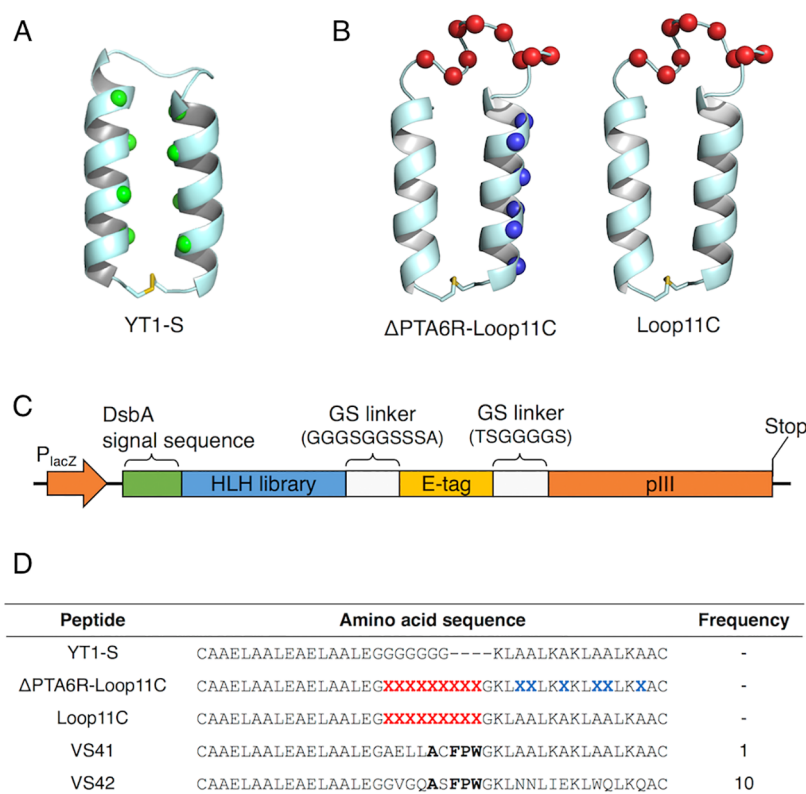 A
B
YT1-S
ΔPTA6R-Loop11C
Loop11C
C
DsbA
signal sequence
GS linker
(GGGSGGSSSA)
GS linker
(TSGGGGS)
Stop
PlacZ
HLH library
E-tag
pIII
D
Peptide Amino acid sequence Frequency
YT1-S CAAELAALEAELAALEGGGGGGG----KLAALKAKLAALKAAC -
ΔPTA6R-Loop11C CAAELAALEAELAALEGXXXXXXXXXGKLXXLKXKLXXLKXAC -
Loop11C CAAELAALEAELAALEGXXXXXXXXXGKLAALKAKLAALKAAC -
VS41 CAAELAALEAELAALEGAELLACFPWGKLAALKAKLAALKAAC 1
VS42 CAAELAALEAELAALEGGVGQASFPWGKLNNLIEKLWQLKQAC 10